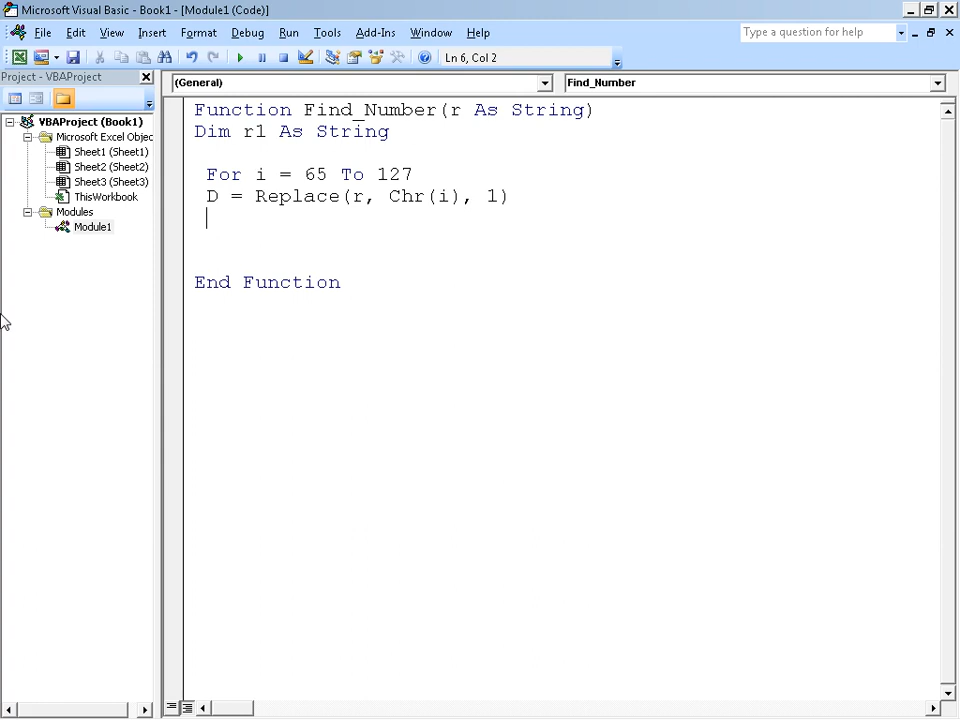 Microsoft Visual Basic - Book1 - [Module1 (Code)]
File Edit View Insert Format Debug Run Tools Add-Ins Window Help
Type a question for help
Ln 6, Col 2
Project - VBAProject
(General)
Find_Number
VBAProject (Book1)
Microsoft Excel Objec
Sheet1 (Sheet1)
Sheet2 (Sheet2)
Sheet3 (Sheet3)
ThisWorkbook
Modules
Module1
Function Find_Number(r As String)
Dim r1 As String
For i = 65 To 127
D = Replace(r, Chr(i), 1)
End Function